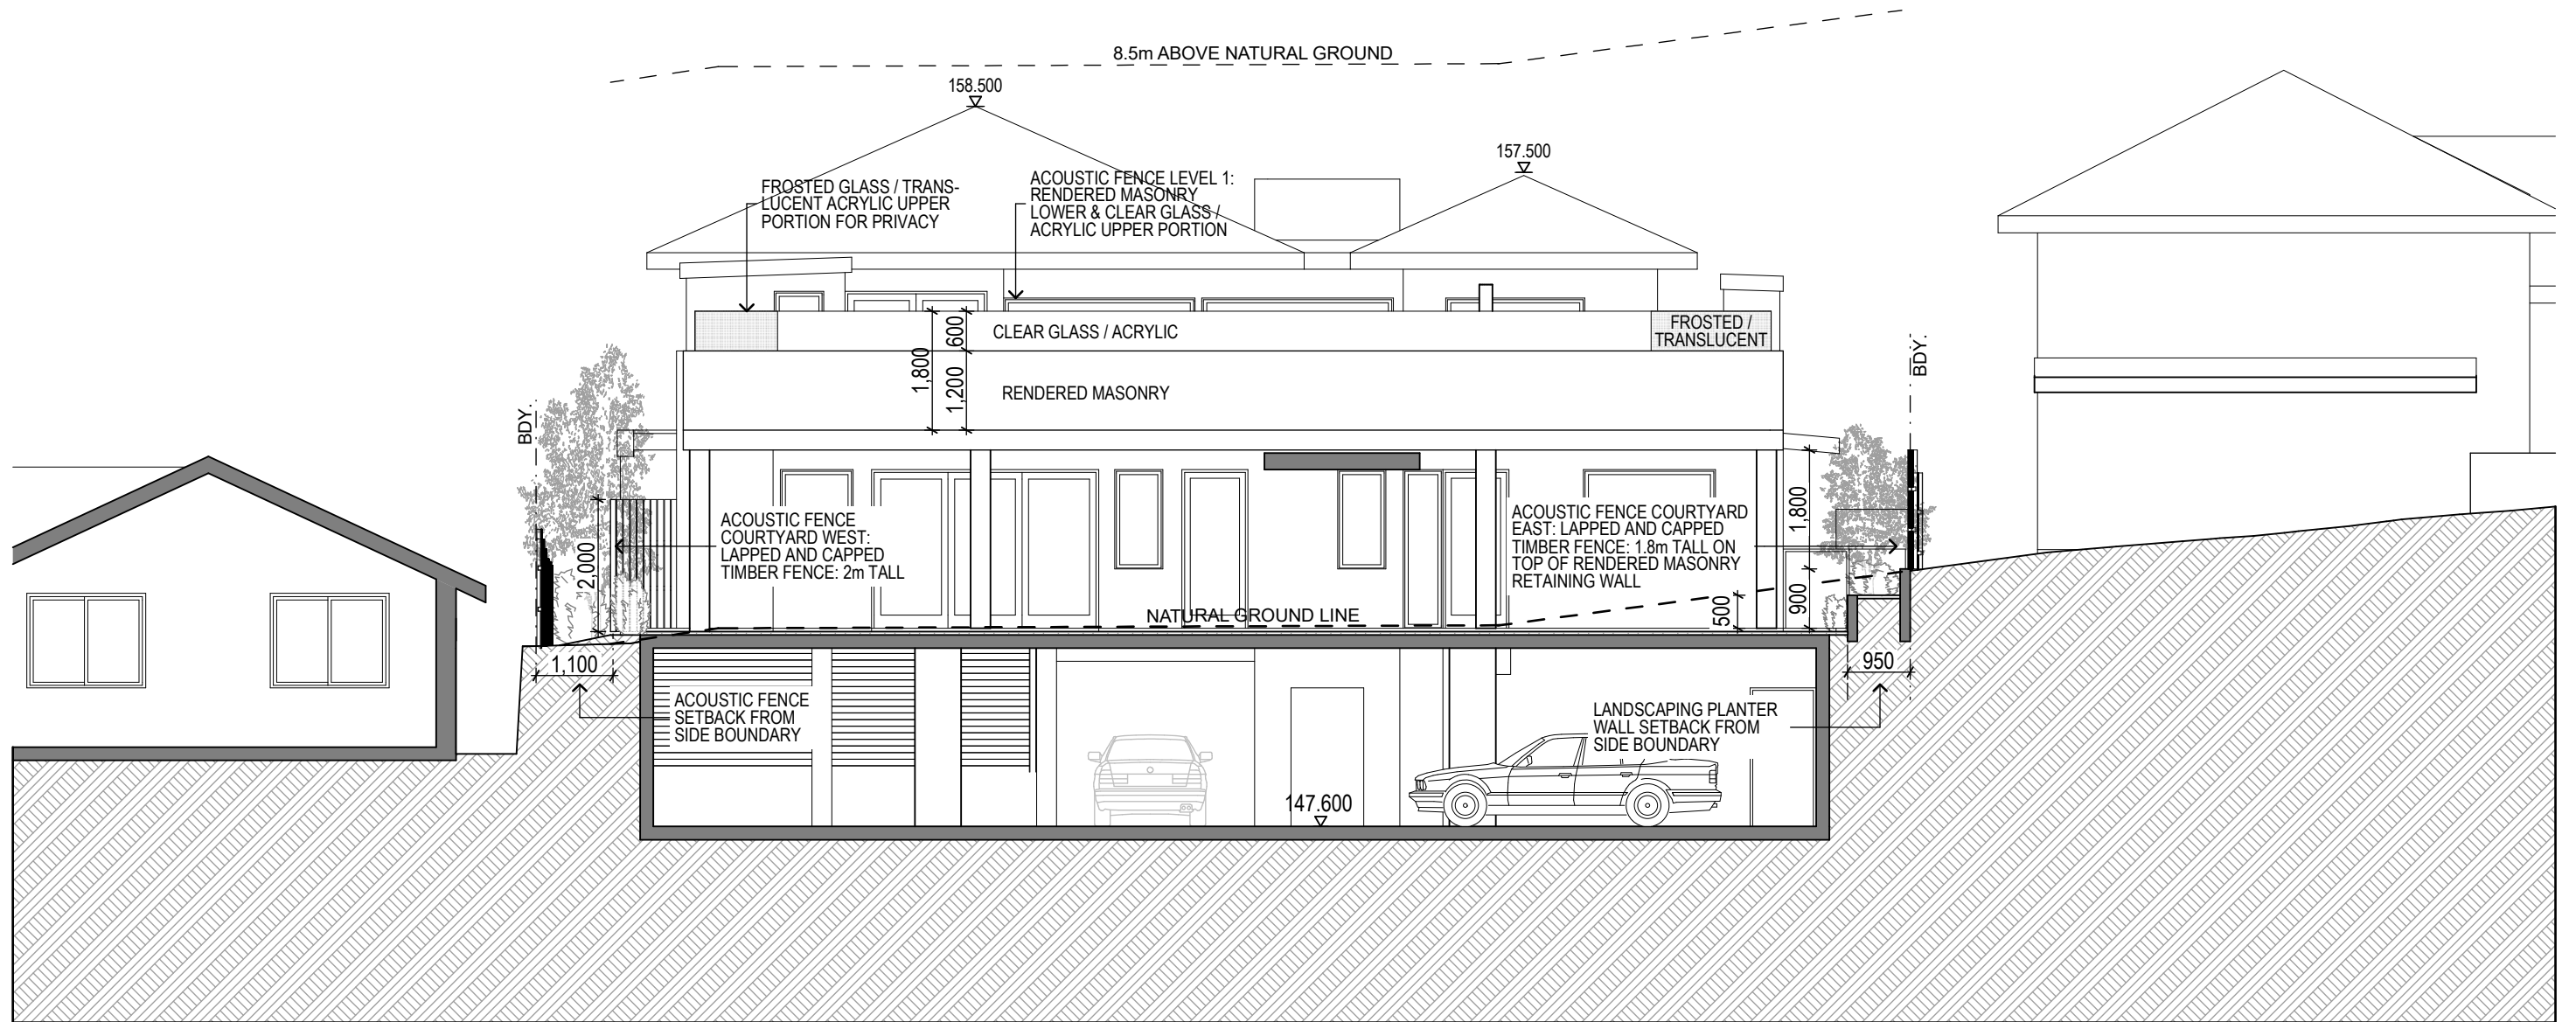 8.5m ABOVE NATURAL GROUND
158.500
157.500
FROSTED GLASS / TRANS-
LUCENT ACRYLIC UPPER
PORTION FOR PRIVACY
ACOUSTIC FENCE LEVEL 1:
RENDERED MASONRY
LOWER & CLEAR GLASS /
ACRYLIC UPPER PORTION
1,800
600
1,200
CLEAR GLASS / ACRYLIC
FROSTED /
TRANSLUCENT
RENDERED MASONRY
BDY.
BDY.
2,000
ACOUSTIC FENCE
COURTYARD WEST:
LAPPED AND CAPPED
TIMBER FENCE: 2m TALL
ACOUSTIC FENCE COURTYARD
EAST: LAPPED AND CAPPED
TIMBER FENCE: 1.8m TALL ON
TOP OF RENDERED MASONRY
RETAINING WALL
1,800
900
500
NATURAL GROUND LINE
1,100
950
ACOUSTIC FENCE
SETBACK FROM
SIDE BOUNDARY
LANDSCAPING PLANTER
WALL SETBACK FROM
SIDE BOUNDARY
147.600